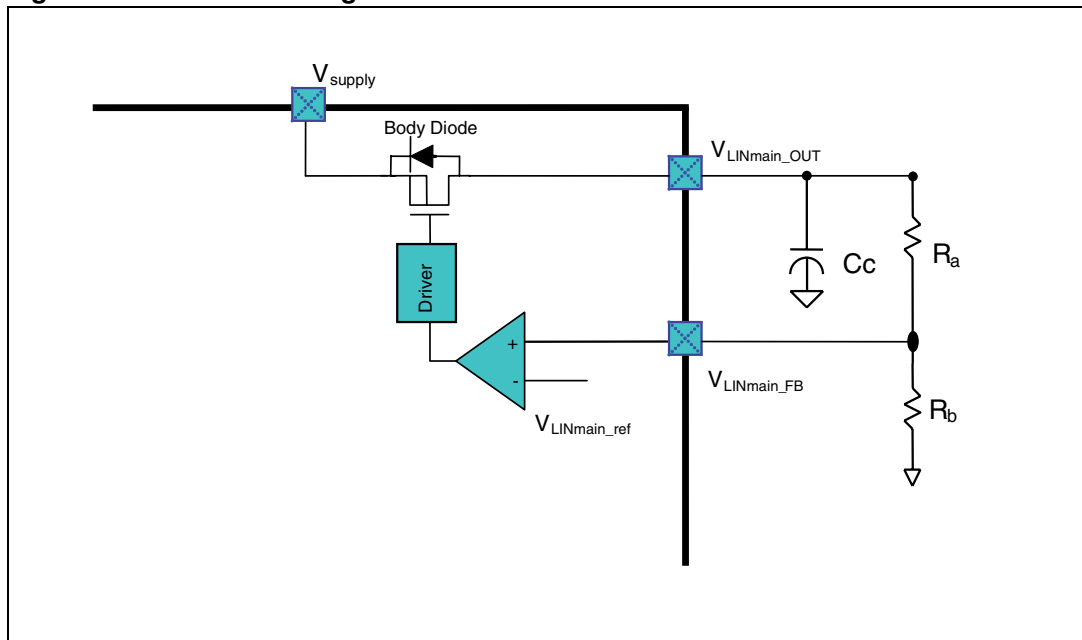 V_supply
Body Diode
V_LINmain_OUT
Driver
Cc
R_a
+
-
V_LINmain_FB
V_LINmain_ref
R_b